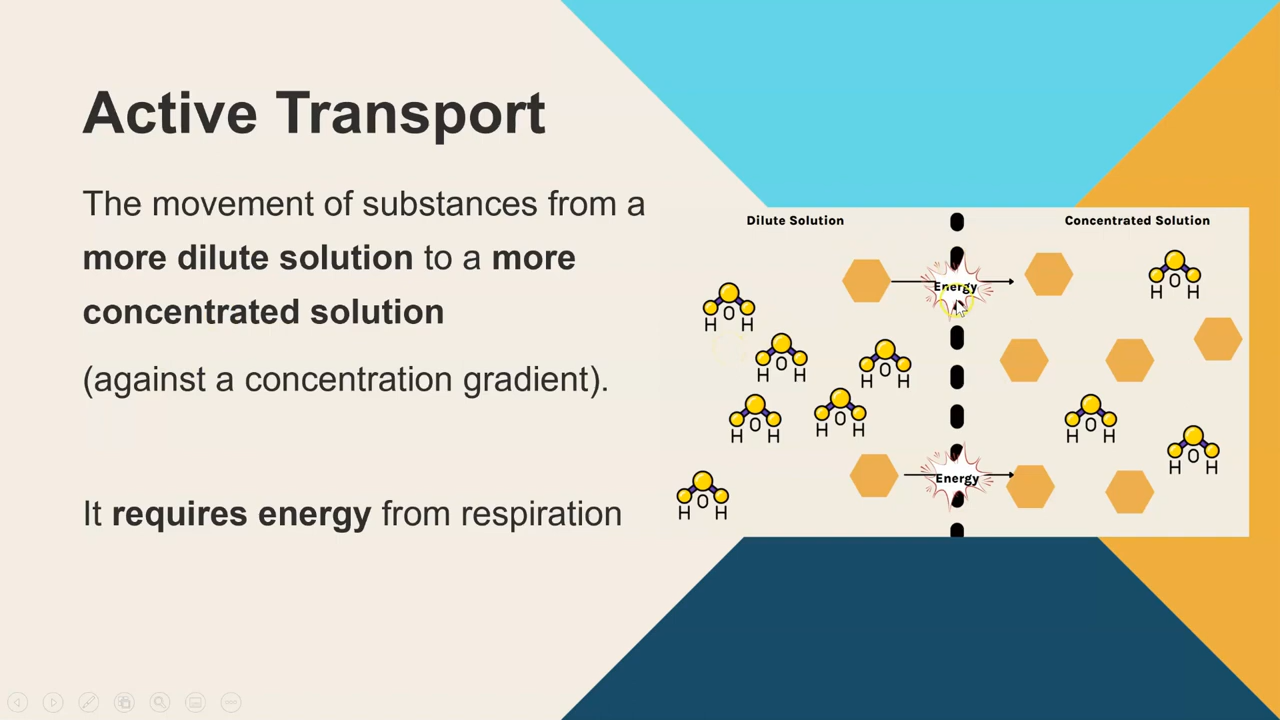 Active Transport
The movement of substances from a
more dilute solution to a more
concentrated solution
(against a concentration gradient).
It requires energy from respiration
Dilute Solution
Concentrated Solution
Energy
H O H
H O H
H O H
H O H
H O H
H O H
H O H
H O H
H O H
Energy